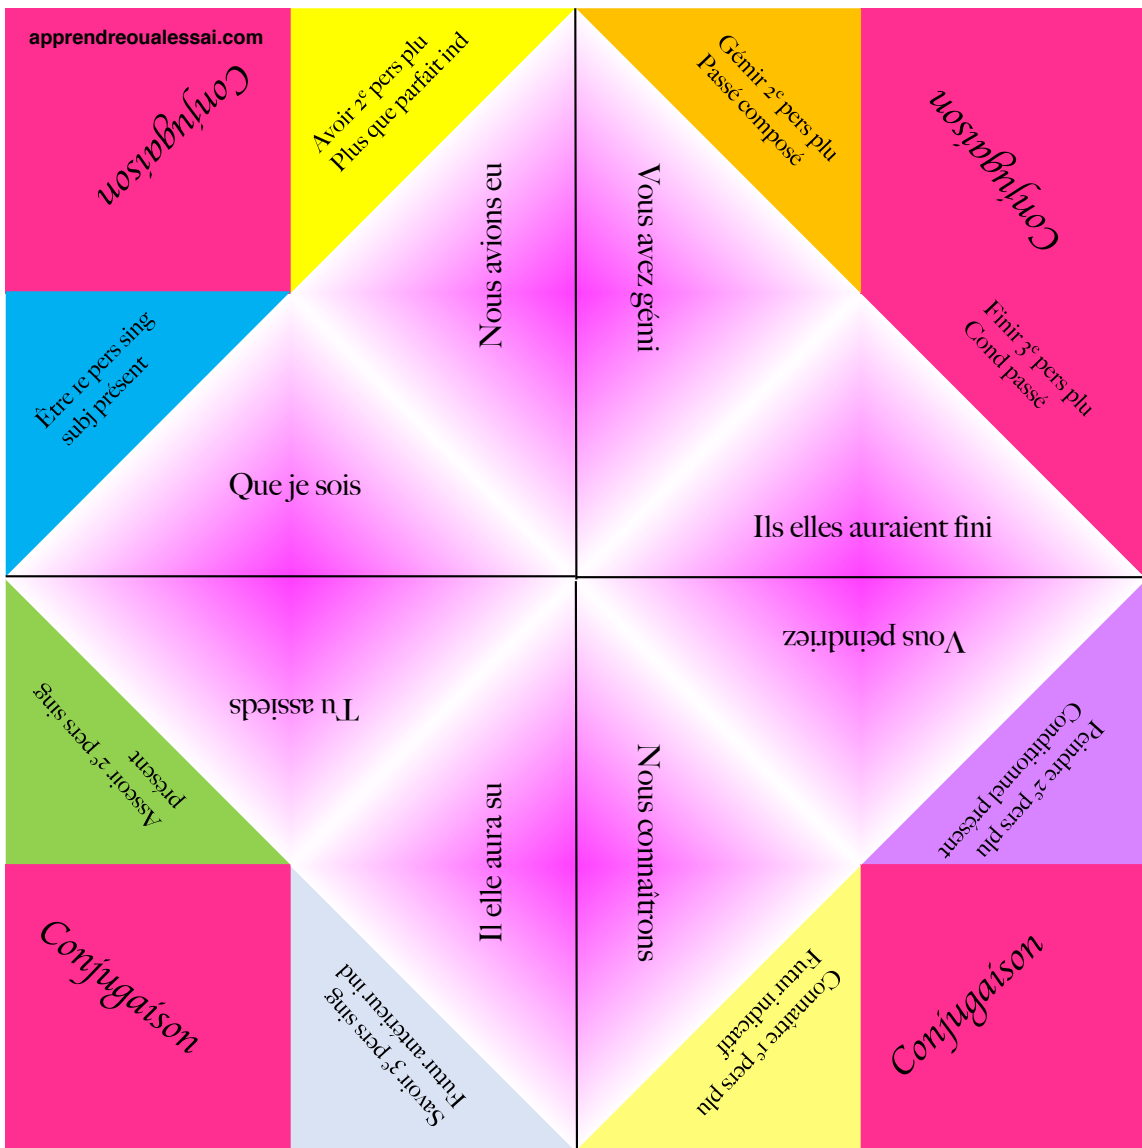 apprendreoualessai.com
Conjugaison
Avoir 2e pers plu
Plus que parfait ind
Gémir 2e pers plu
Passé composé
Conjugaison
Nous avions eu
Vous avez gémi
Être 1e pers sing
subj présent
Finir 3e pers plu
Cond passé
Que je sois
Ils elles auraient fini
Tu assieds
Vous peindriez
Asseoir 2e pers sing
présent
Peindre 2e pers plu
Conditionnel présent
Il elle aura su
Nous connaîtrons
Conjugaison
Savoir 3e pers sing
Futur antérieur ind
Connaître 1e pers plu
Futur indicatif
Conjugaison